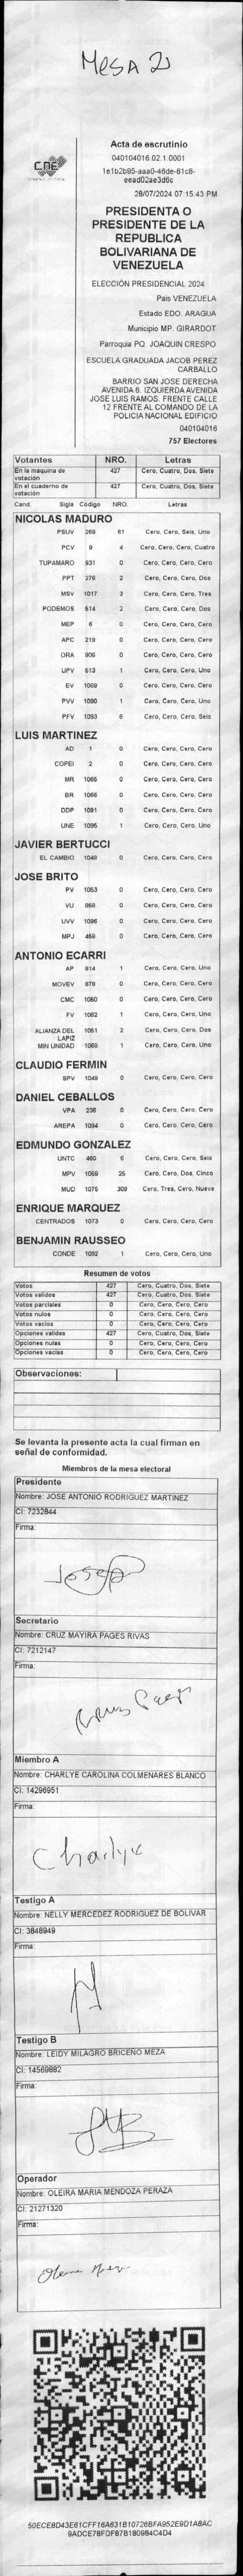 MESA 2
Acta de escrutinio
040104016.02.1.0001
1e1b2b95-aaa0-46de-81c8-
eead02ae3d6c
28/07/2024 07:15:43 PM
CNE
PRESIDENTA O
PRESIDENTE DE LA
REPUBLICA
BOLIVARIANA DE
VENEZUELA
ELECCIÓN PRESIDENCIAL 2024
Pais VENEZUELA
Estado EDO. ARAGUA
Municipio MP. GIRARDOT
Parroquia PQ. JOAQUIN CRESPO
ESCUELA GRADUADA JACOB PEREZ
CARBALLO
BARRIO SAN JOSE DERECHA
AVENIDA 6. IZQUIERDA AVENIDA
JOSE LUIS RAMOS. FRENTE CALLE
12 FRENTE AL COMANDO DE LA
POLICIA NACIONAL EDIFICIO
040104016
757 Electores
Votantes NRO. Letras
En la maquina de votación 427 Cero, Cuatro, Dos, Siete
En el cuaderno de votación 427 Cero, Cuatro, Dos, Siete
Cand. Sigla Código NRO. Letras
NICOLAS MADURO
PSUV 269 61 Cero, Cero, Seis, Uno
PCV 9 4 Cero, Cero, Cero, Cuatro
TUPAMARO 931 0 Cero, Cero, Cero, Cero
PPT 276 2 Cero, Cero, Cero, Dos
MSV 1017 3 Cero, Cero, Cero, Tres
PODEMOS 514 2 Cero, Cero, Cero, Dos
MEP 6 0 Cero, Cero, Cero, Cero
APC 219 0 Cero, Cero, Cero, Cero
ORA 906 0 Cero, Cero, Cero, Cero
UPV 513 1 Cero, Cero, Cero, Uno
EV 1089 0 Cero, Cero, Cero, Cero
PVV 1090 1 Cero, Cero, Cero, Uno
PFV 1093 6 Cero, Cero, Cero, Seis
LUIS MARTINEZ
AD 1 0 Cero, Cero, Cero, Cero
COPEI 2 0 Cero, Cero, Cero, Cero
MR 1065 0 Cero, Cero, Cero, Cero
BR 1066 0 Cero, Cero, Cero, Cero
DDP 1091 0 Cero, Cero, Cero, Cero
UNE 1095 1 Cero, Cero, Cero, Uno
JAVIER BERTUCCI
EL CAMBIO 1048 0 Cero, Cero, Cero, Cero
JOSE BRITO
PV 1053 0 Cero, Cero, Cero, Cero
VU 968 0 Cero, Cero, Cero, Cero
UVV 1096 0 Cero, Cero, Cero, Cero
MPJ 468 0 Cero, Cero, Cero, Cero
ANTONIO ECARRI
AP 814 1 Cero, Cero, Cero, Uno
MOVEV 878 0 Cero, Cero, Cero, Cero
CMC 1050 0 Cero, Cero, Cero, Cero
FV 1052 1 Cero, Cero, Cero, Uno
ALIANZA DEL LAPIZ 1051 2 Cero, Cero, Cero, Dos
MIN UNIDAD 1069 1 Cero, Cero, Cero, Uno
CLAUDIO FERMIN
SPV 1049 0 Cero, Cero, Cero, Cero
DANIEL CEBALLOS
VPA 236 0 Cero, Cero, Cero, Cero
AREPA 1094 0 Cero, Cero, Cero, Cero
EDMUNDO GONZALEZ
UNTC 460 6 Cero, Cero, Cero, Seis
MPV 1068 25 Cero, Cero, Dos, Cinco
MUD 1075 309 Cero, Tres, Cero, Nueve
ENRIQUE MARQUEZ
CENTRADOS 1073 0 Cero, Cero, Cero, Cero
BENJAMIN RAUSSEO
CONDE 1092 1 Cero, Cero, Cero, Uno
Resumen de votos
Votos 427 Cero, Cuatro, Dos, Siete
Votos validos 427 Cero, Cuatro, Dos, Siete
Votos parciales 0 Cero, Cero, Cero, Cero
Votos nulos 0 Cero, Cero, Cero, Cero
Votos vacios 0 Cero, Cero, Cero, Cero
Opciones validas 427 Cero, Cuatro, Dos, Siete
Opciones nulas 0 Cero, Cero, Cero, Cero
Opciones vacias 0 Cero, Cero, Cero, Cero
Observaciones:
Se levanta la presente acta la cual firman en
señal de conformidad.
Miembros de la mesa electoral
Presidente
Nombre: JOSE ANTONIO RODRIGUEZ MARTINEZ
CI: 7232844
Firma:
Josep
Secretario
Nombre: CRUZ MAYIRA PAGES RIVAS
CI: 7212147
Firma:
Miembro A
Nombre: CHARLYE CAROLINA COLMENARES BLANCO
CI: 14296951
Firma:
Charlye
Testigo A
Nombre: NELLY MERCEDEZ RODRIGUEZ DE BOLIVAR
CI: 3846949
Firma:
Testigo B
Nombre: LEIDY MILAGRO BRICEÑO MEZA
CI: 14569882
Firma:
Operador
Nombre: OLEIRA MARIA MENDOZA PERAZA
CI: 21271320
Firma:
50ECE8D43E61CFF16A631B10726BFA952E9D1A8AC
9ADCE78FDF87B180984C4D4